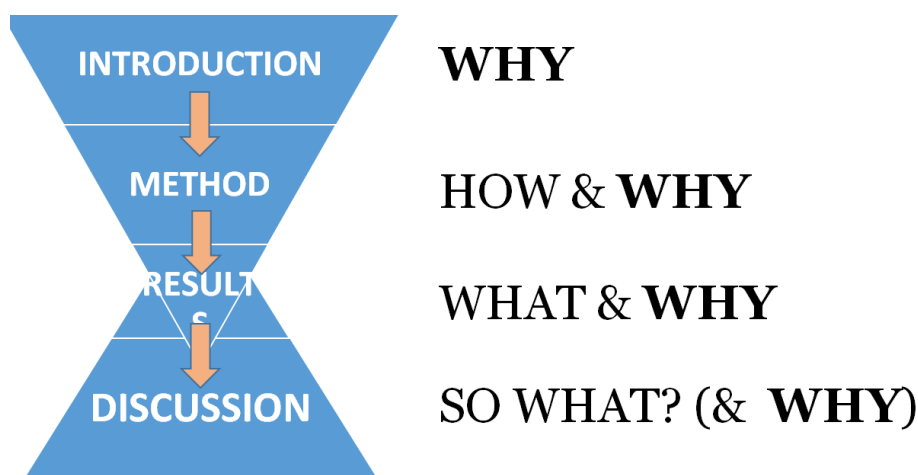 INTRODUCTION
WHY
METHOD
HOW & WHY
RESULT
S
WHAT & WHY
DISCUSSION
SO WHAT? (& WHY)